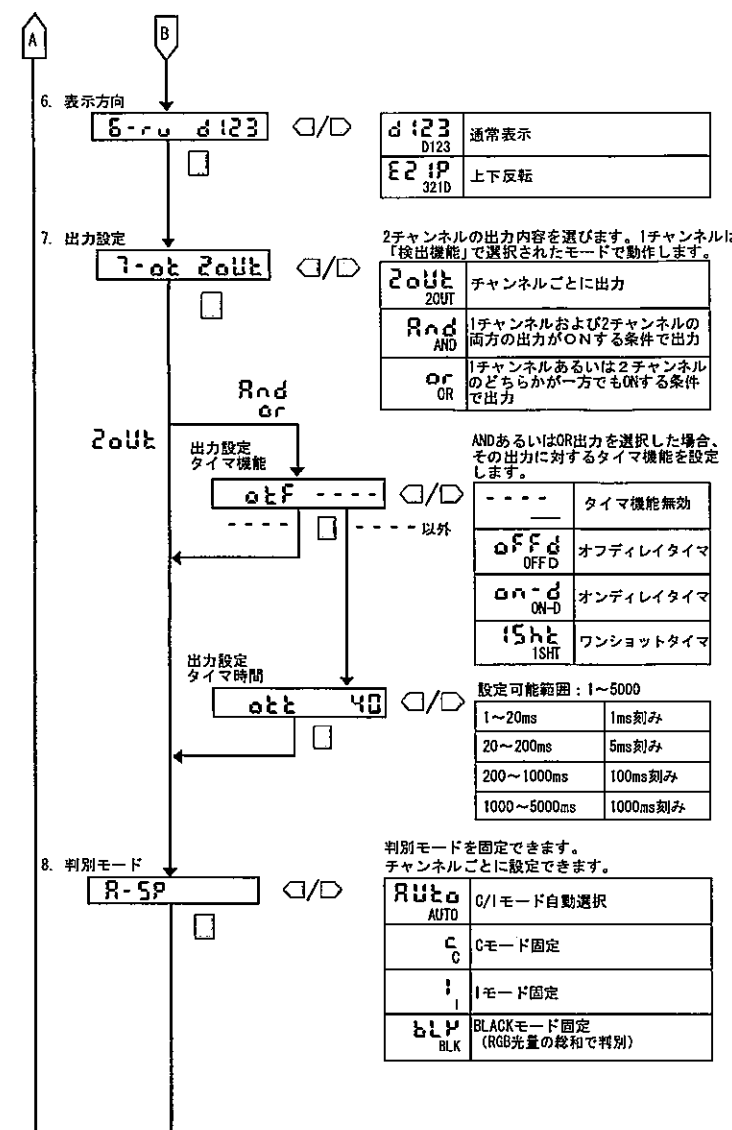 A
B
6. 表示方向
6-rv d123
d123
D123
通常表示
321D
上下反転
7. 出力設定
7-ot 2oUt
2チャンネルの出力内容を選びます。1チャンネルは
「検出機能」で選択されたモードで動作します。
2oUt
2OUT
チャンネルごとに出力
And
AND
1チャンネルおよび2チャンネルの
両方の出力がONする条件で出力
or
OR
1チャンネルあるいは2チャンネル
のどちらかが一方でもONする条件
で出力
And
or
2oUt
出力設定
タイマ機能
otF ----
---- ---- 以外
ANDあるいはOR出力を選択した場合、
その出力に対するタイマ機能を設定
します。
---- タイマ機能無効
oFFd
OFFD
オフディレイタイマ
on-d
ON-D
オンディレイタイマ
1Sht
1SHT
ワンショットタイマ
出力設定
タイマ時間
ott 40
設定可能範囲:1~5000
1~20ms 1ms刻み
20~200ms 5ms刻み
200~1000ms 100ms刻み
1000~5000ms 1000ms刻み
8. 判別モード
判別モードを固定できます。
チャンネルごとに設定できます。
AUto
AUTO
C/Iモード自動選択
c
C
Cモード固定
I
I
Iモード固定
bLK
BLK
BLACKモード固定
(RGB光量の総和で判別)